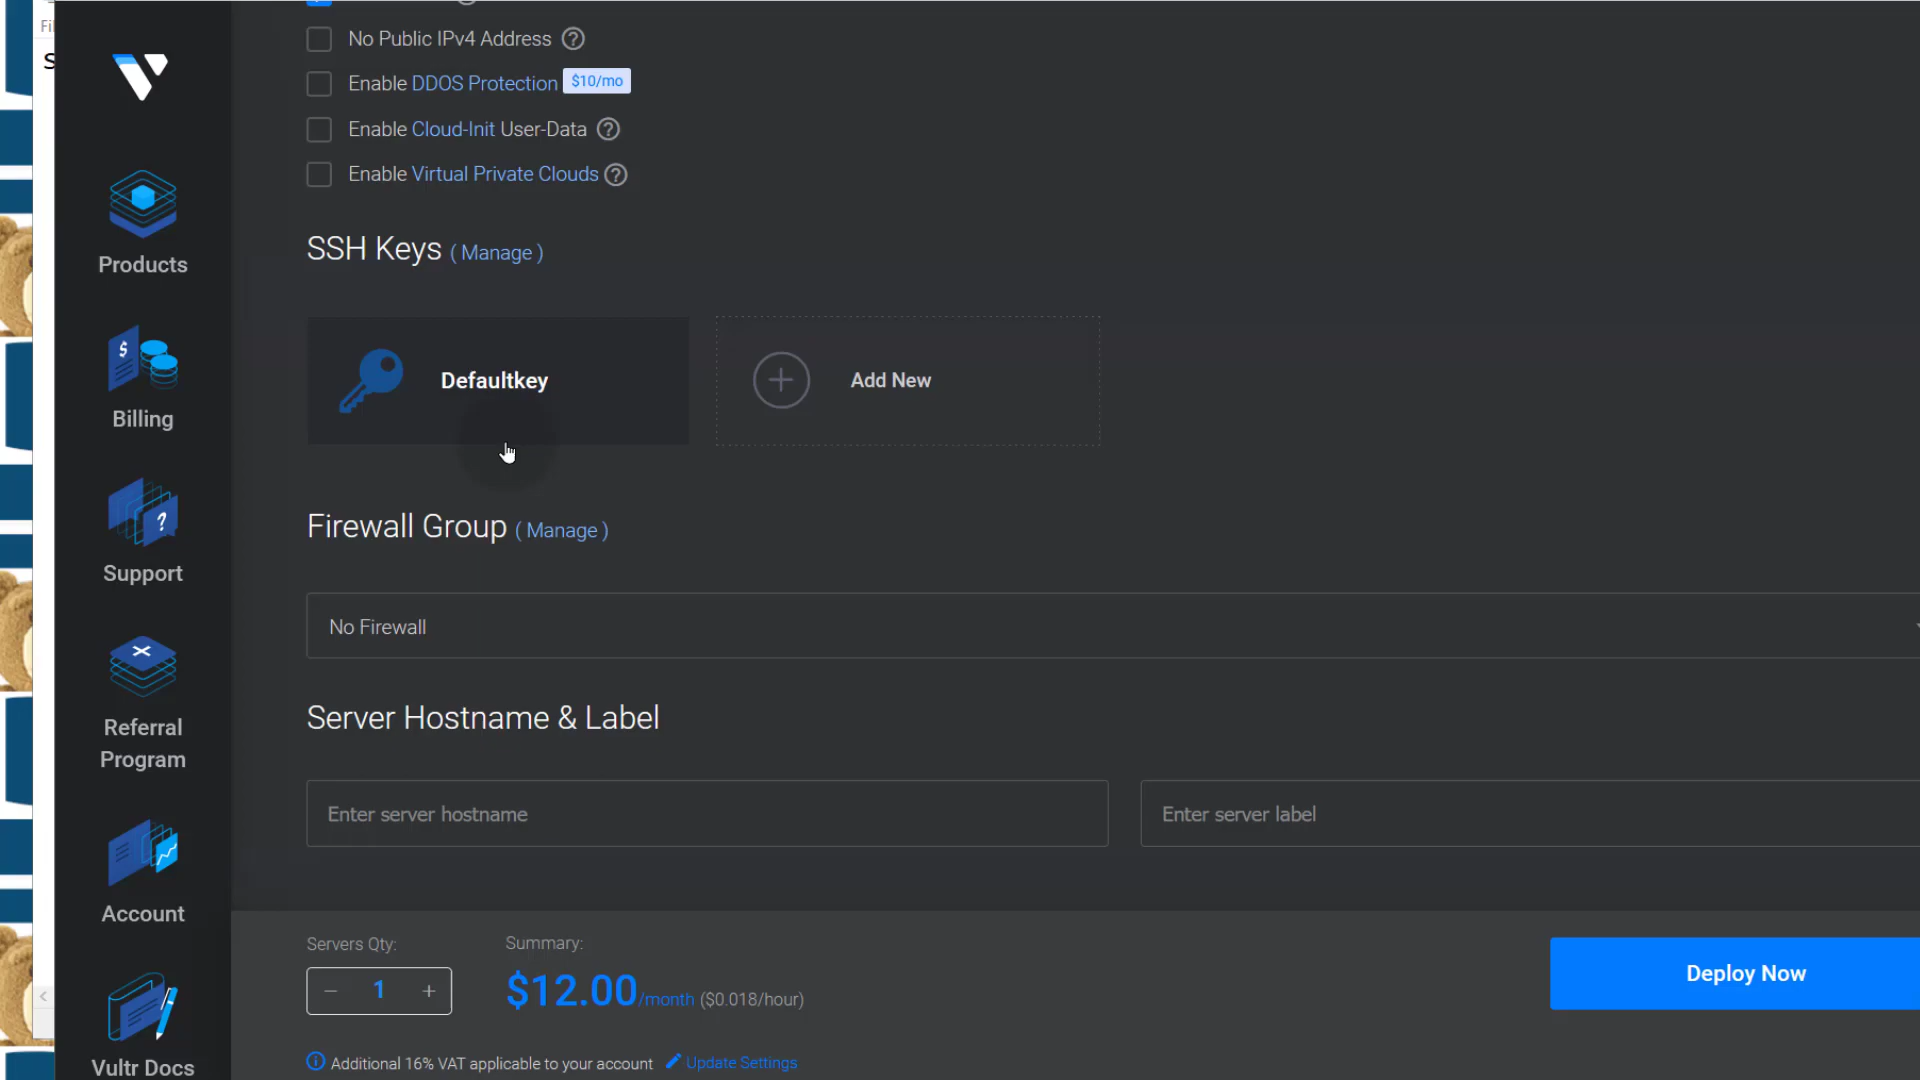 Fil
S
No Public IPv4 Address ?
Enable DDOS Protection $10/mo
Enable Cloud-Init User-Data ?
Enable Virtual Private Clouds ?
SSH Keys ( Manage )
Defaultkey
Add New
Firewall Group ( Manage )
No Firewall
Server Hostname & Label
Enter server hostname
Enter server label
Servers Qty:
1
Summary:
$12.00/month ($0.018/hour)
Additional 16% VAT applicable to your account Update Settings
Deploy Now
Products
Billing
Support
Referral
Program
Account
Vultr Docs